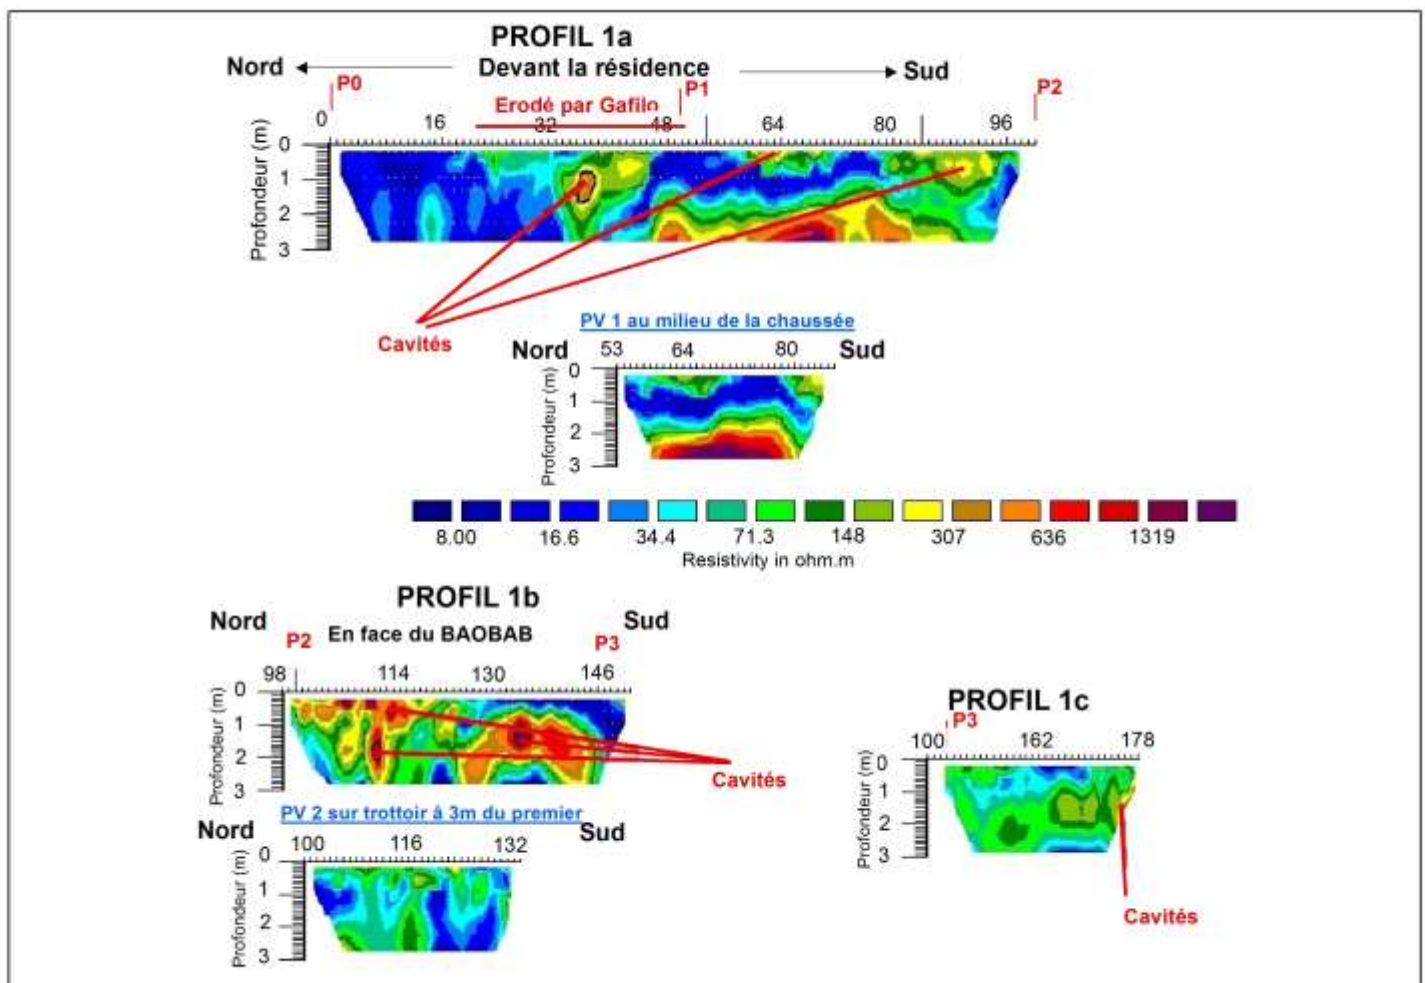 PROFIL 1a
Nord Devant la résidence Sud
P0 P1 P2
Erodé par Gafilo
0 16 32 48 64 80 96
Profondeur (m)
0
1
2
3
Cavités
PV 1 au milieu de la chaussée
Nord 53 64 80 Sud
Profondeur (m)
0
1
2
3
8.00 16.6 34.4 71.3 148 307 636 1319
Resistivity in ohm.m
PROFIL 1b
Nord Sud
P2 En face du BAOBAB P3
98 114 130 146
Profondeur (m)
0
1
2
3
Cavités
PROFIL 1c
P3
100 162 178
Profondeur (m)
0
1
2
3
Cavités
PV 2 sur trottoir à 3m du premier
Nord Sud
100 116 132
Profondeur (m)
0
1
2
3